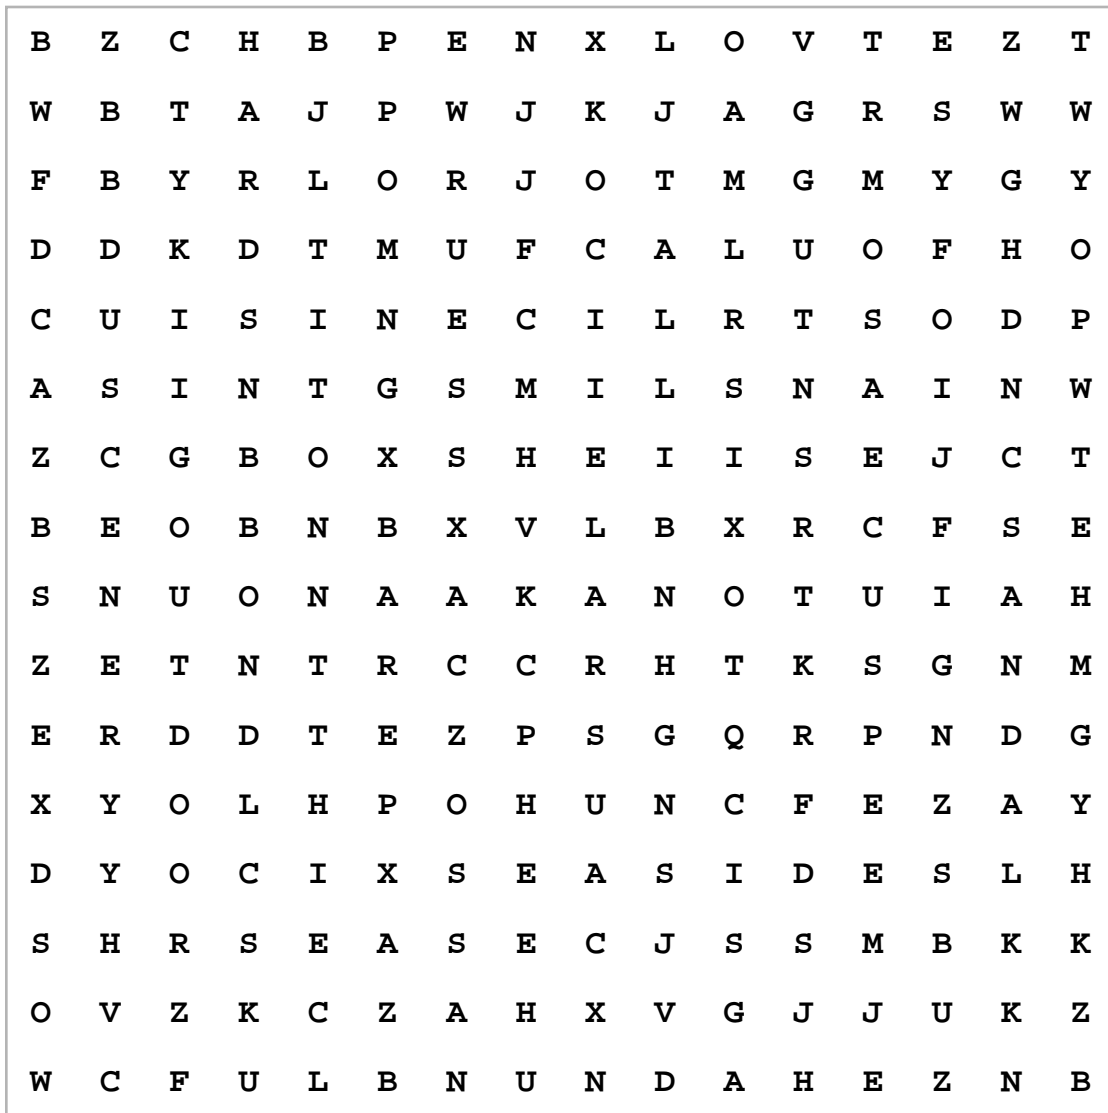 B Z C H B P E N X L O V T E Z T
W B T A J P W J K J A G R S W W
F B Y R L O R J O T M G M Y G Y
D D K D T M U F C A L U O F H O
C U I S I N E C I L R T S O D P
A S I N T G S M I L S N A I N W
Z C G B O X S H E I I S E J C T
B E O B N B X V L B X R C F S E
S N U O N A A K A N O T U I A H
Z E T N T R C C R H T K S G N M
E R D D T E Z P S G Q R P N D G
X Y O L H P O H U N C F E Z A Y
D Y O C I X S E A S I D E S L H
S H R S E A S E C J S S M B K K
O V Z K C Z A H X V G J J U K Z
W C F U L B N U N D A H E Z N B